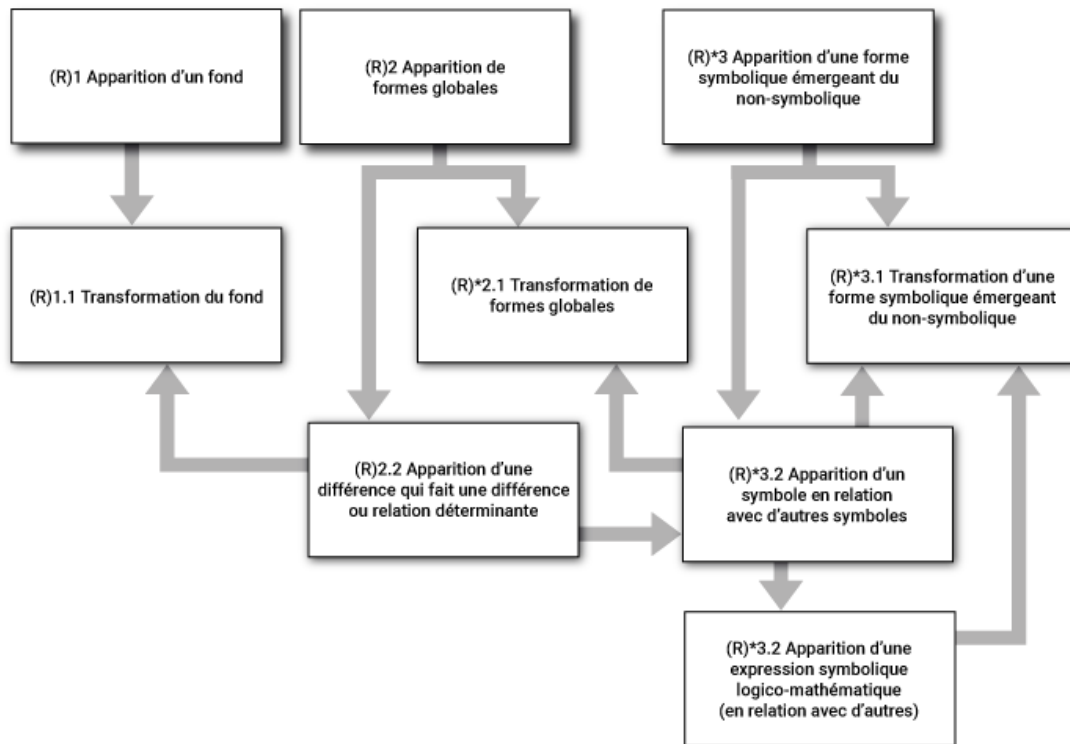 (R)1 Apparition d’un fond
(R)2 Apparition de
formes globales
(R)*3 Apparition d’une forme
symbolique émergeant du
non-symbolique
(R)1.1 Transformation du fond
(R)*2.1 Transformation de
formes globales
(R)*3.1 Transformation d’une
forme symbolique émergeant
du non-symbolique
(R)2.2 Apparition d’une
différence qui fait une différence
ou relation déterminante
(R)*3.2 Apparition d’un
symbole en relation
avec d’autres symboles
(R)*3.2 Apparition d’une
expression symbolique
logico-mathématique
(en relation avec d’autres)